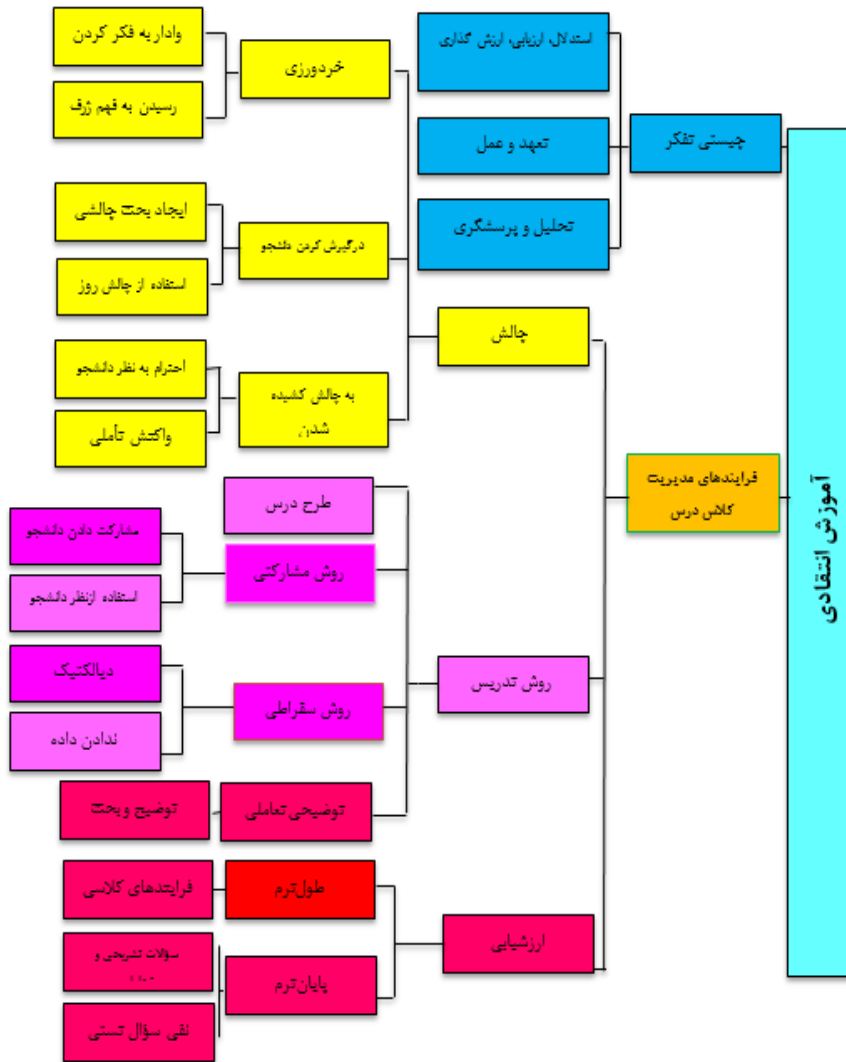 آموزش انتقادی
چیستی تفکر
استدلال، ارزیابی، ارزش گذاری
تعهد و عمل
تحلیل و پرسشگری
فرایندهای مدیریت
کلاس درس
چالش
خردورزی
وادار به فکر کردن
رسیدن به فهم ژرف
درگیرش کردن دانشجو
ایجاد بحث چالشی
استفاده از چالش روز
به چالش کشیده
شدن
احترام به نظر دانشجو
واکنش تأملی
روش تدریس
طرح درس
روش مشارکتی
مشارکت دادن دانشجو
استفاده ازنظر دانشجو
روش سقراطی
دیالکتیک
ندادن داده
توضیحی تعاملی
توضیح و بحث
ارزشیابی
طول‌ترم
فرایندهای کلاسی
پایان‌ترم
سؤالات تشریحی و
نفی سؤال تستی